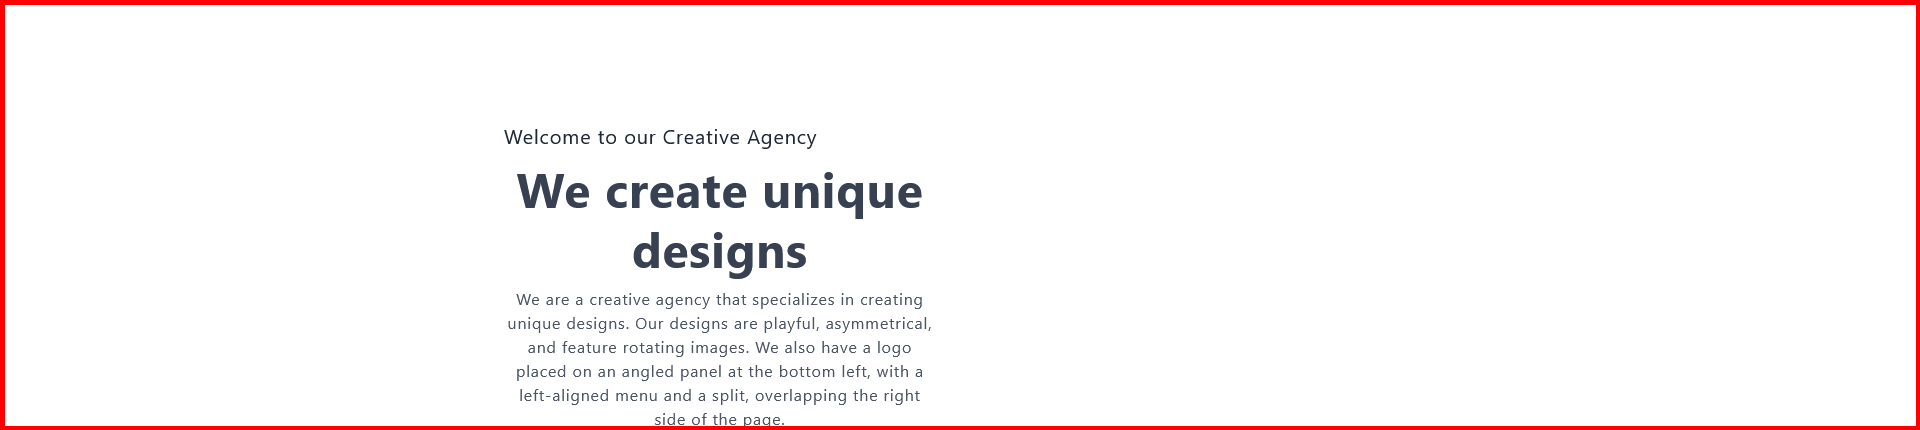 Welcome to our Creative Agency
We create unique
designs
We are a creative agency that specializes in creating
unique designs. Our designs are playful, asymmetrical,
and feature rotating images. We also have a logo
placed on an angled panel at the bottom left, with a
left-aligned menu and a split, overlapping the right
side of the page.